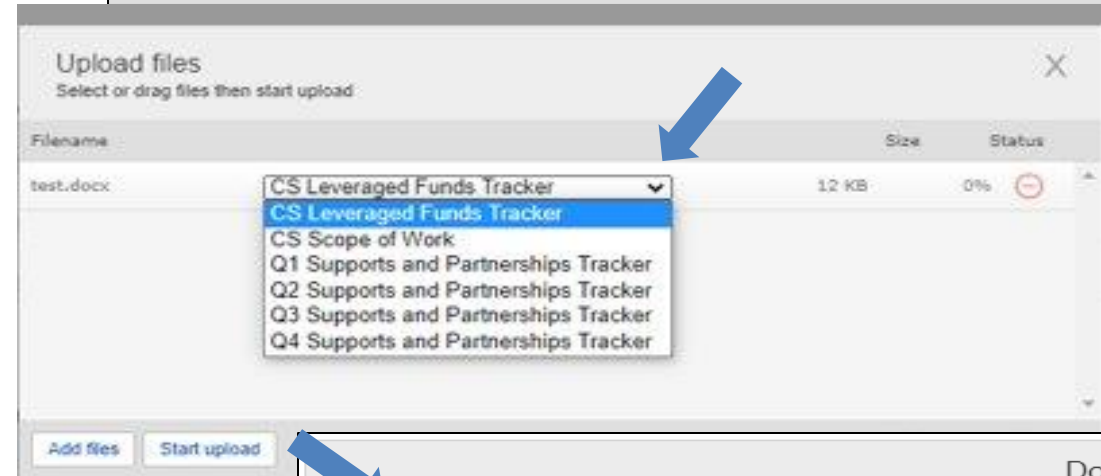 Upload files
Select or drag files then start upload
Filename Size Status
test.docx CS Leveraged Funds Tracker 12 KB 0%
CS Leveraged Funds Tracker
CS Scope of Work
Q1 Supports and Partnerships Tracker
Q2 Supports and Partnerships Tracker
Q3 Supports and Partnerships Tracker
Q4 Supports and Partnerships Tracker
Add files Start upload